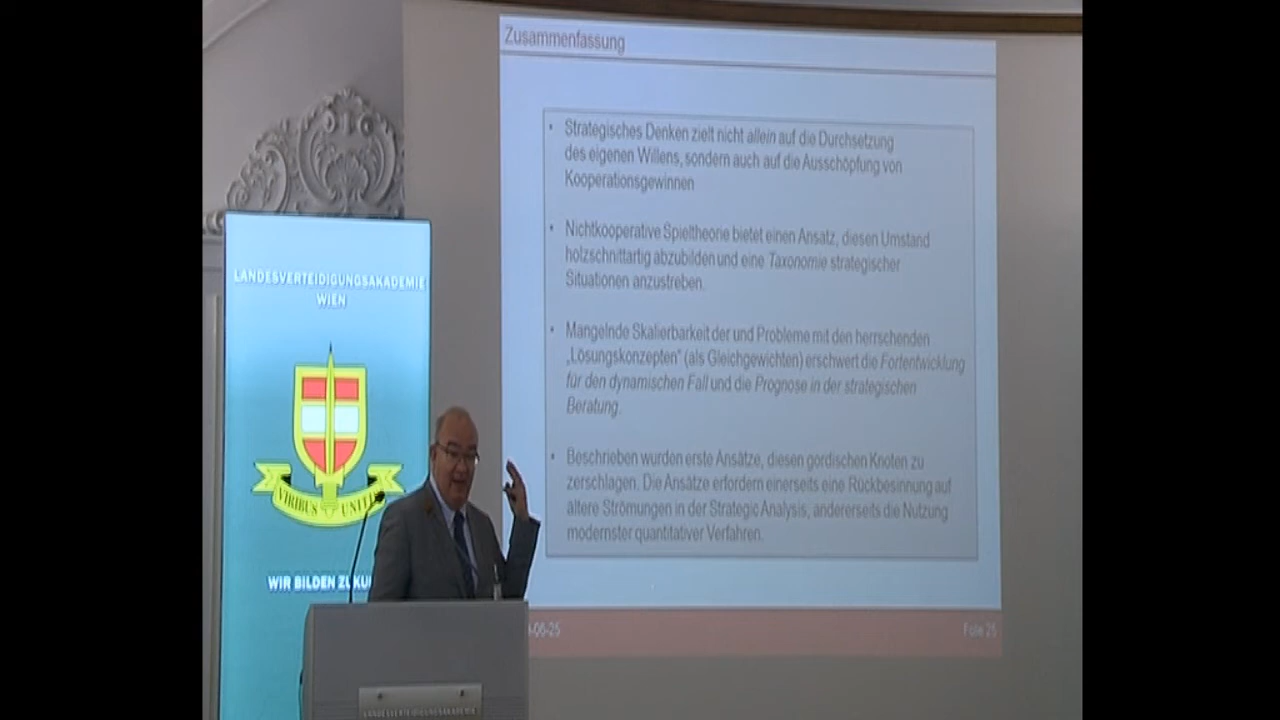 Zusammenfassung
• Strategisches Denken zielt nicht allein auf die Durchsetzung
des eigenen Willens, sondern auch auf die Ausschöpfung von
Kooperationsgewinnen
• Nichtkooperative Spieltheorie bietet einen Ansatz, diesen Umstand
holzschnittartig abzubilden und eine Taxonomie strategischer
Situationen anzustreben.
• Mangelnde Skalierbarkeit der und Probleme mit den herrschenden
„Lösungskonzepten“ (als Gleichgewichten) erschwert die Fortentwicklung
für den dynamischen Fall und die Prognose in der strategischen
Beratung.
• Beschrieben wurden erste Ansätze, diesen gordischen Knoten zu
zerschlagen. Die Ansätze erfordern einerseits eine Rückbesinnung auf
ältere Strömungen in der Strategic Analysis, andererseits die Nutzung
modernster quantitativer Verfahren.
-06-25
Folie 25
LANDESVERTEIDIGUNGSAKADEMIE
WIEN
VIRIBUS UNITI
WIR BILDEN ZUKU
LANDESVERTEIDIGUNGSAKADEMIE